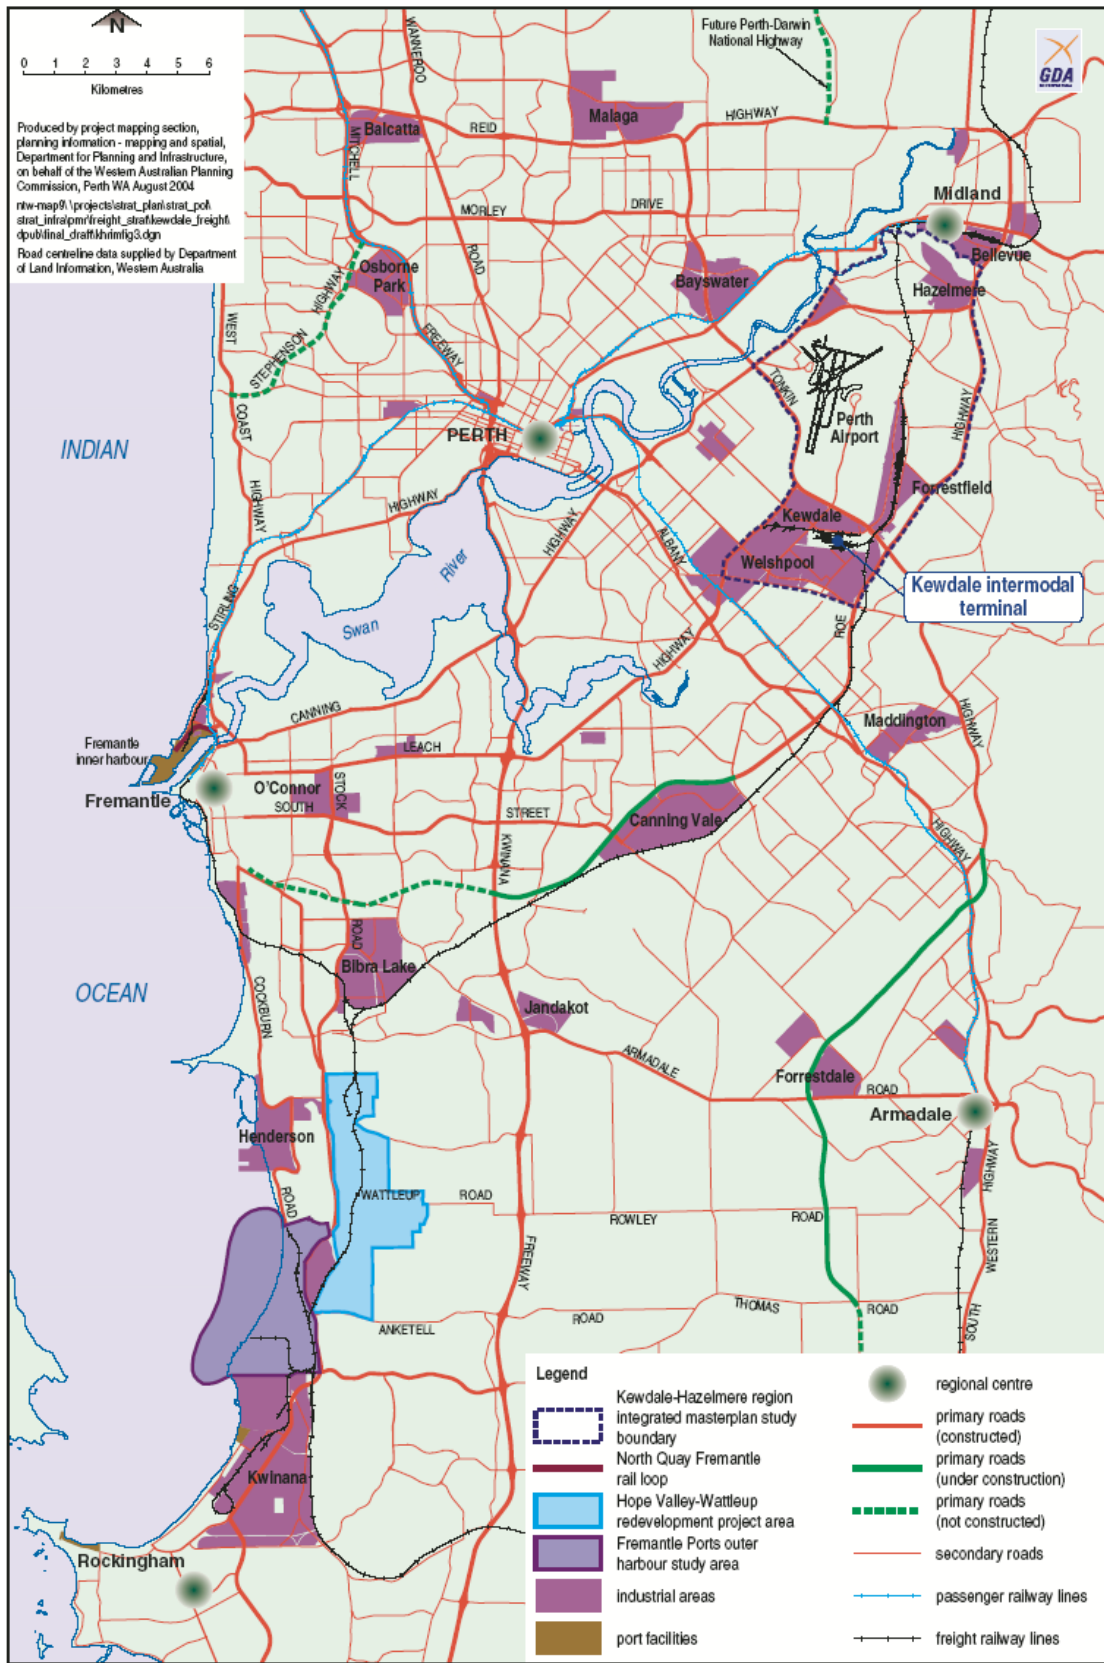 N
0 1 2 3 4 5 6
Kilometres
Produced by project mapping section,
planning information - mapping and spatial,
Department for Planning and Infrastructure,
on behalf of the Western Australian Planning
Commission, Perth WA August 2004
Road centreline data supplied by Department
of Land Information, Western Australia
Future Perth-Darwin
National Highway
GDA
WANNEROO
Balcatta
REID
Malaga
HIGHWAY
MITCHELL
Midland
MORLEY
DRIVE
ROAD
Bellevue
Osborne
Park
HIGHWAY
Bayswater
Hazelmere
WEST
STEPHENSON
FREEWAY
TONKIN
COAST
PERTH
Perth
Airport
HIGHWAY
INDIAN
HIGHWAY
HIGHWAY
Forrestfield
Kewdale
HIGHWAY
ALBANY
Welshpool
River
Kewdale intermodal
terminal
STIRLING
Swan
ROE
HIGHWAY
CANNING
Maddington
HIGHWAY
Fremantle
inner harbour
LEACH
Fremantle
O'Connor
STOCK
SOUTH
STREET
Canning Vale
KWINANA
HIGHWAY
ROAD
Bibra Lake
OCEAN
COCKBURN
Jandakot
ARMADALE
Forrestdale
ROAD
Armadale
Henderson
HIGHWAY
WATTLEUP
ROAD
ROWLEY
ROAD
ROAD
FREEWAY
WESTERN
THOMAS
ROAD
ROAD
ANKETELL
SOUTH
Kwinana
Rockingham
Legend
Kewdale-Hazelmere region
integrated masterplan study
boundary
North Quay Fremantle
rail loop
Hope Valley-Wattleup
redevelopment project area
Fremantle Ports outer
harbour study area
industrial areas
port facilities
regional centre
primary roads
(constructed)
primary roads
(under construction)
primary roads
(not constructed)
secondary roads
passenger railway lines
freight railway lines